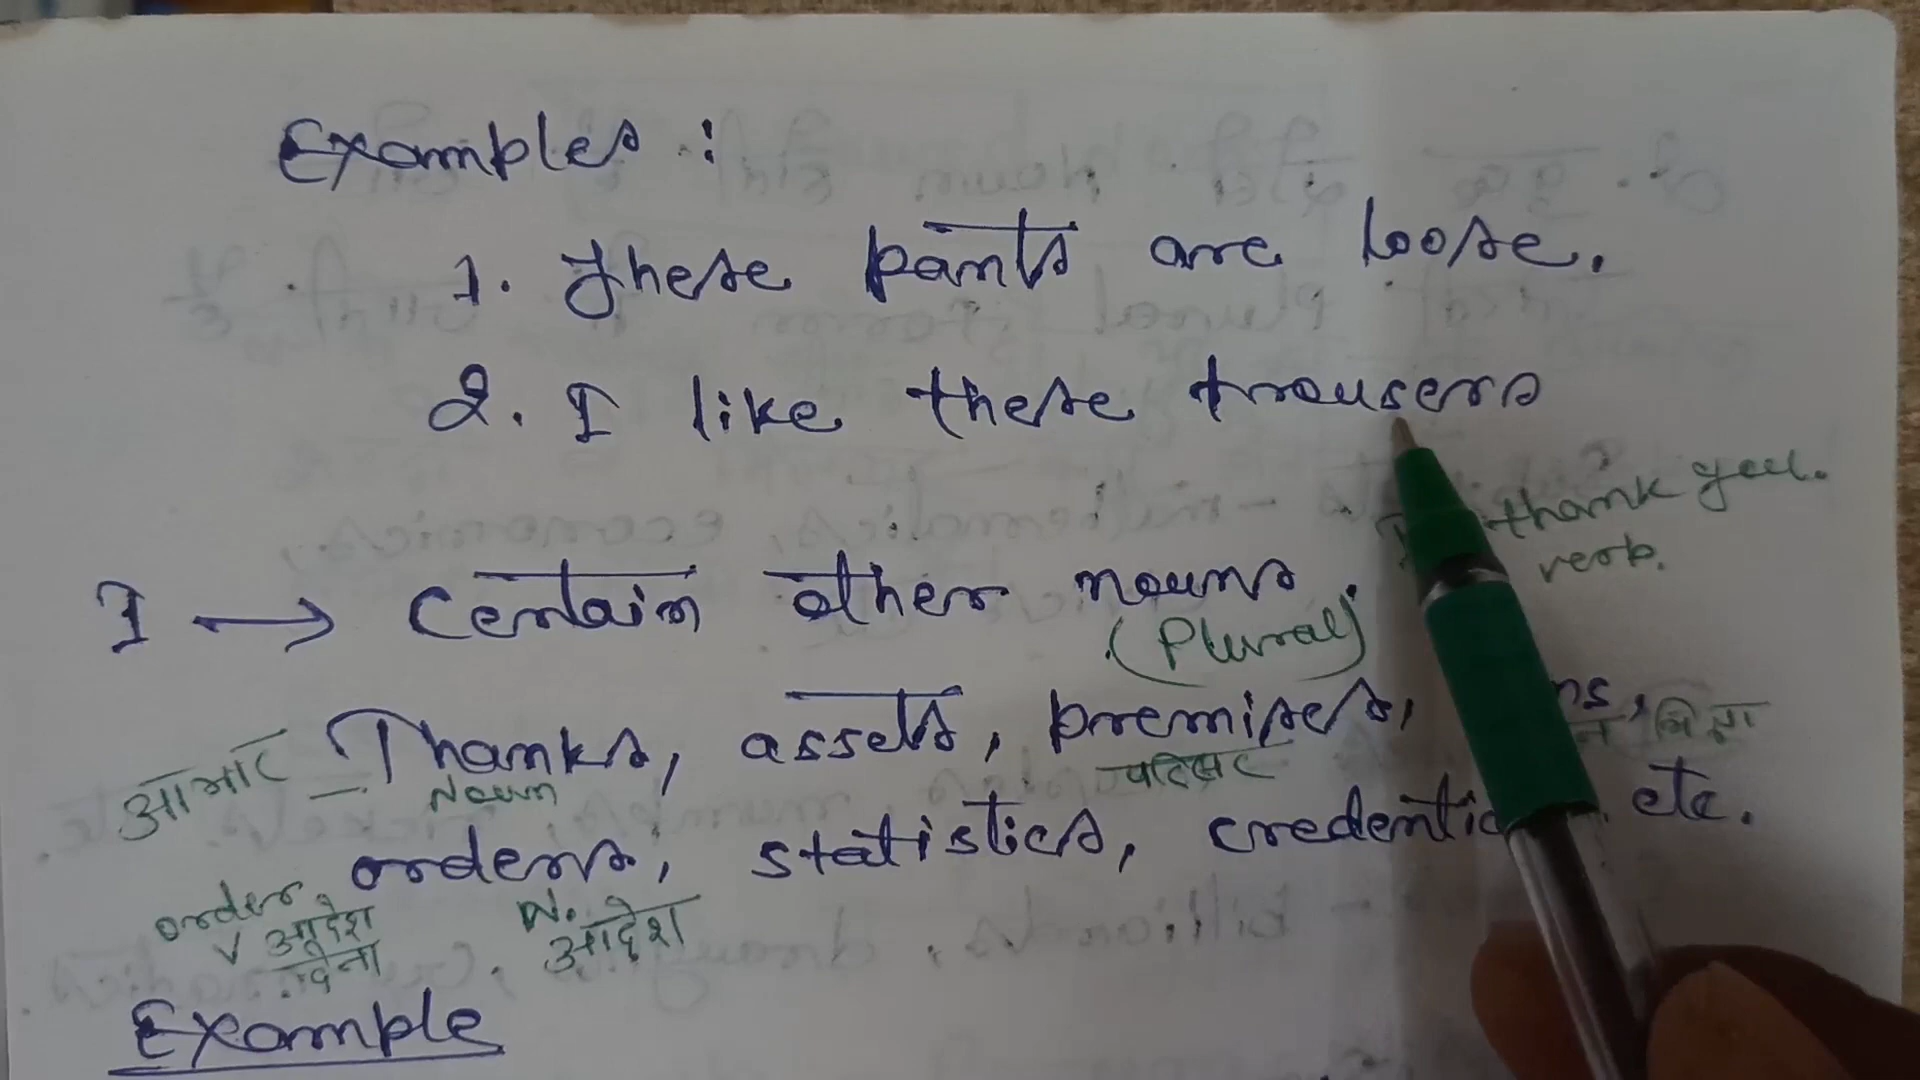 Examples :
1. These pants are loose.
2. I like these trousers
thank you.
verb.
I → Certain other nouns.
(Plural)
Thanks, assets, premises,
आभार Noun परिसर चिह्न
orders, statistics, etc.
order N.
V आदेश आदेश
देना
Example